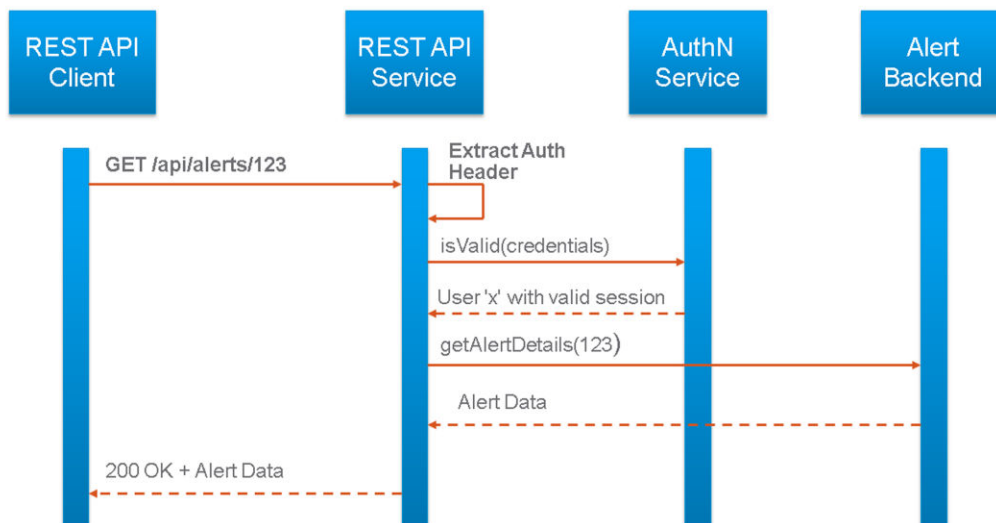 REST API
Client
REST API
Service
AuthN
Service
Alert
Backend
GET /api/alerts/123
Extract Auth
Header
isValid(credentials)
User 'x' with valid session
getAlertDetails(123)
Alert Data
200 OK + Alert Data